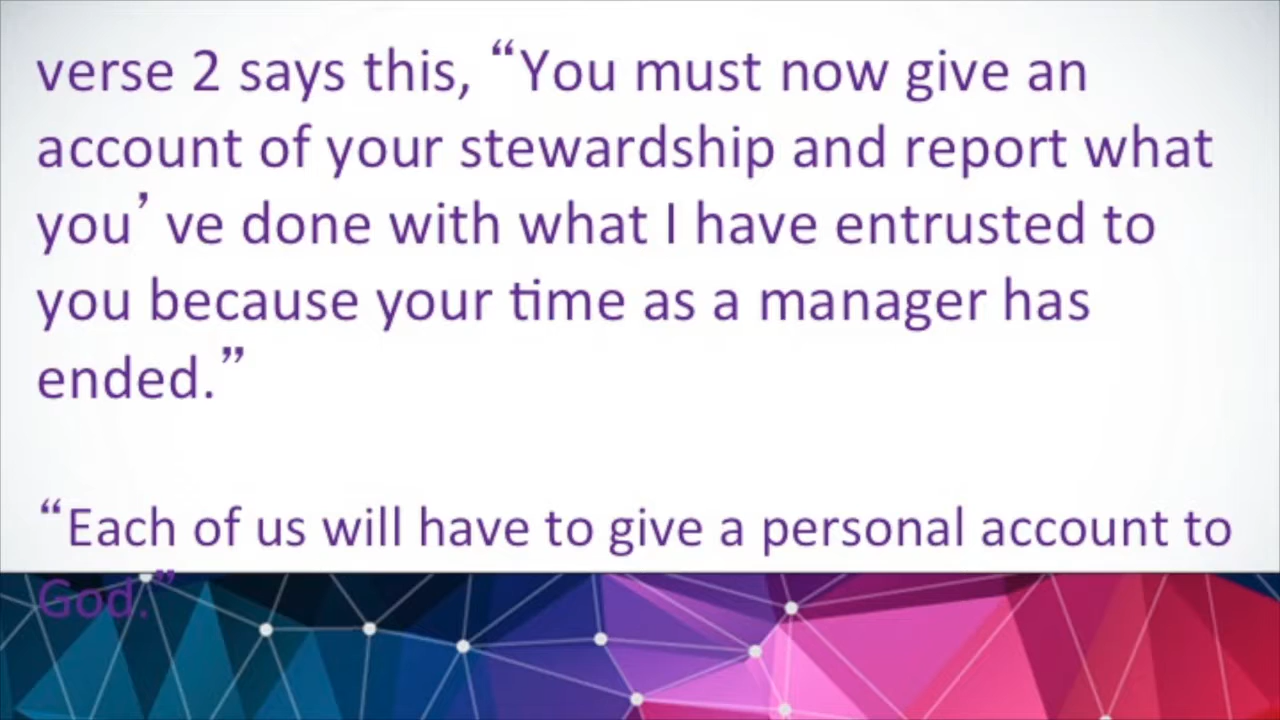 verse 2 says this, “You must now give an
account of your stewardship and report what
you’ ve done with what I have entrusted to
you because your time as a manager has
ended.”
“Each of us will have to give a personal account to
God.”